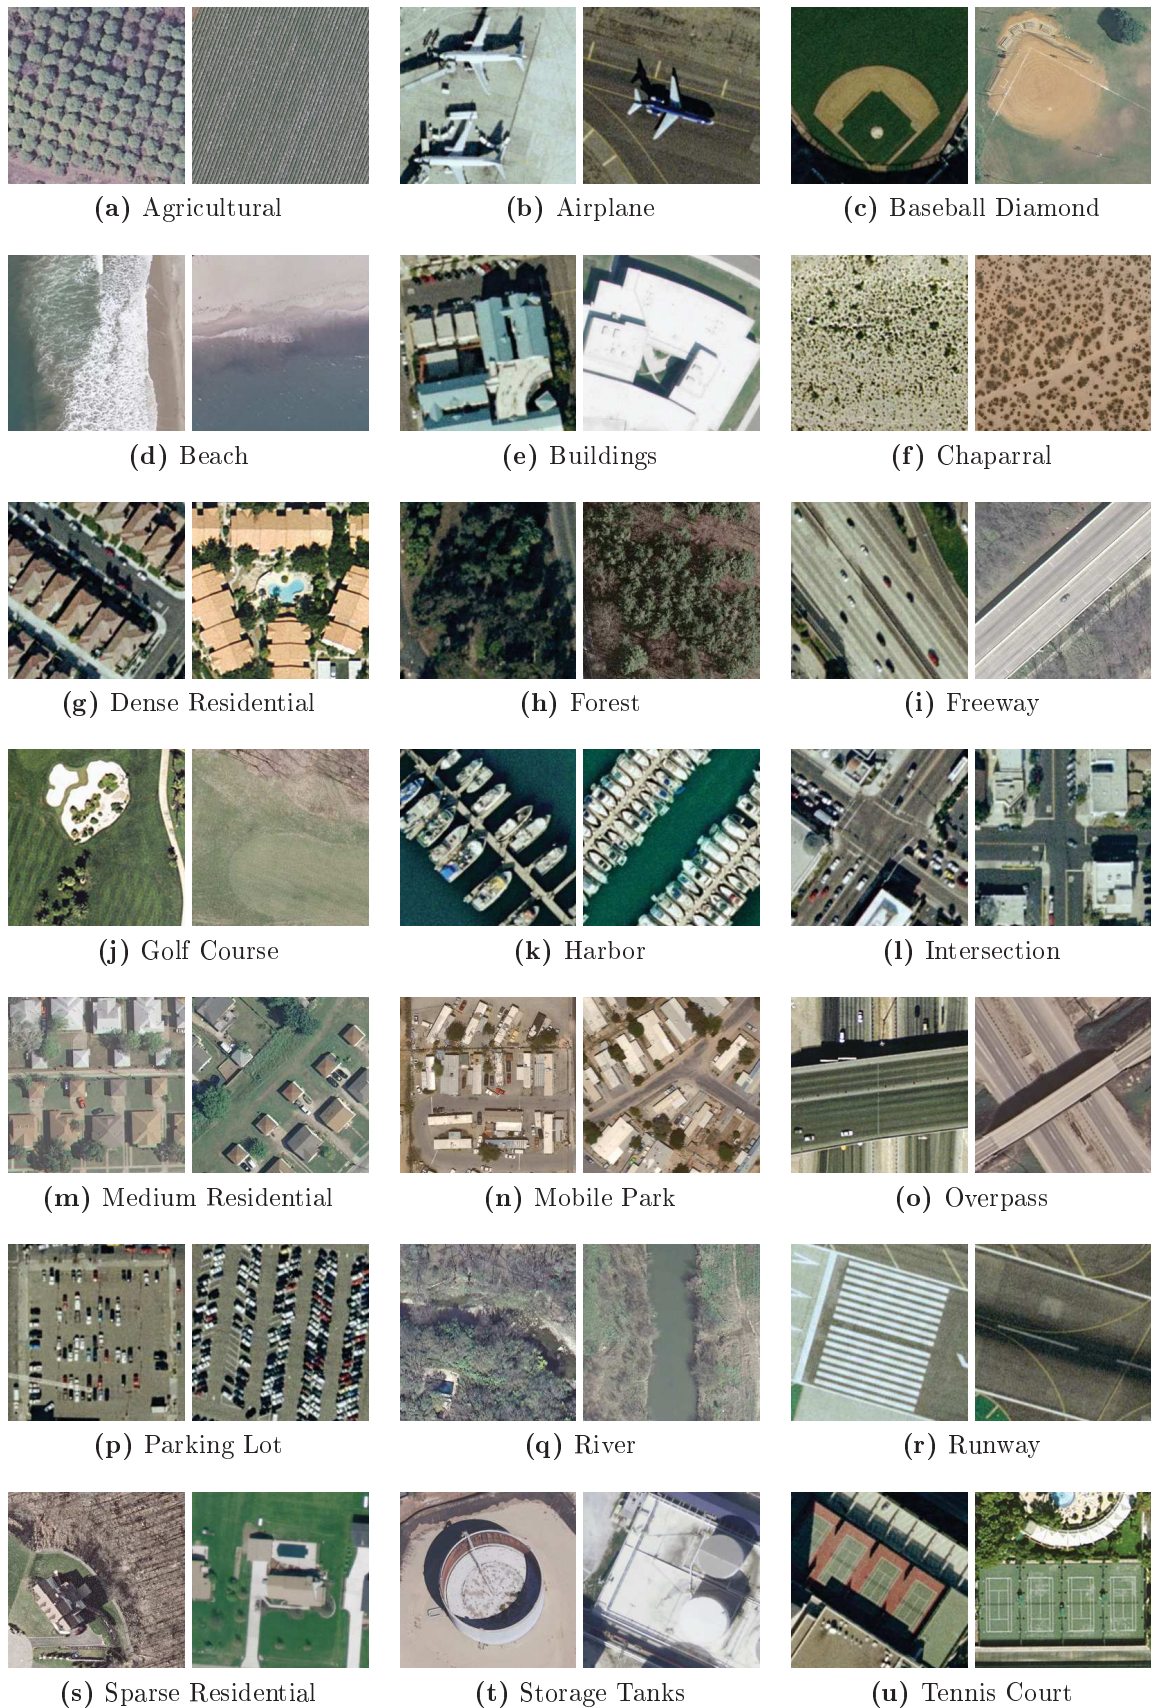 (a) Agricultural
(b) Airplane
(c) Baseball Diamond
(d) Beach
(e) Buildings
(f) Chaparral
(g) Dense Residential
(h) Forest
(i) Freeway
(j) Golf Course
(k) Harbor
(l) Intersection
(m) Medium Residential
(n) Mobile Park
(o) Overpass
(p) Parking Lot
(q) River
(r) Runway
(s) Sparse Residential
(t) Storage Tanks
(u) Tennis Court